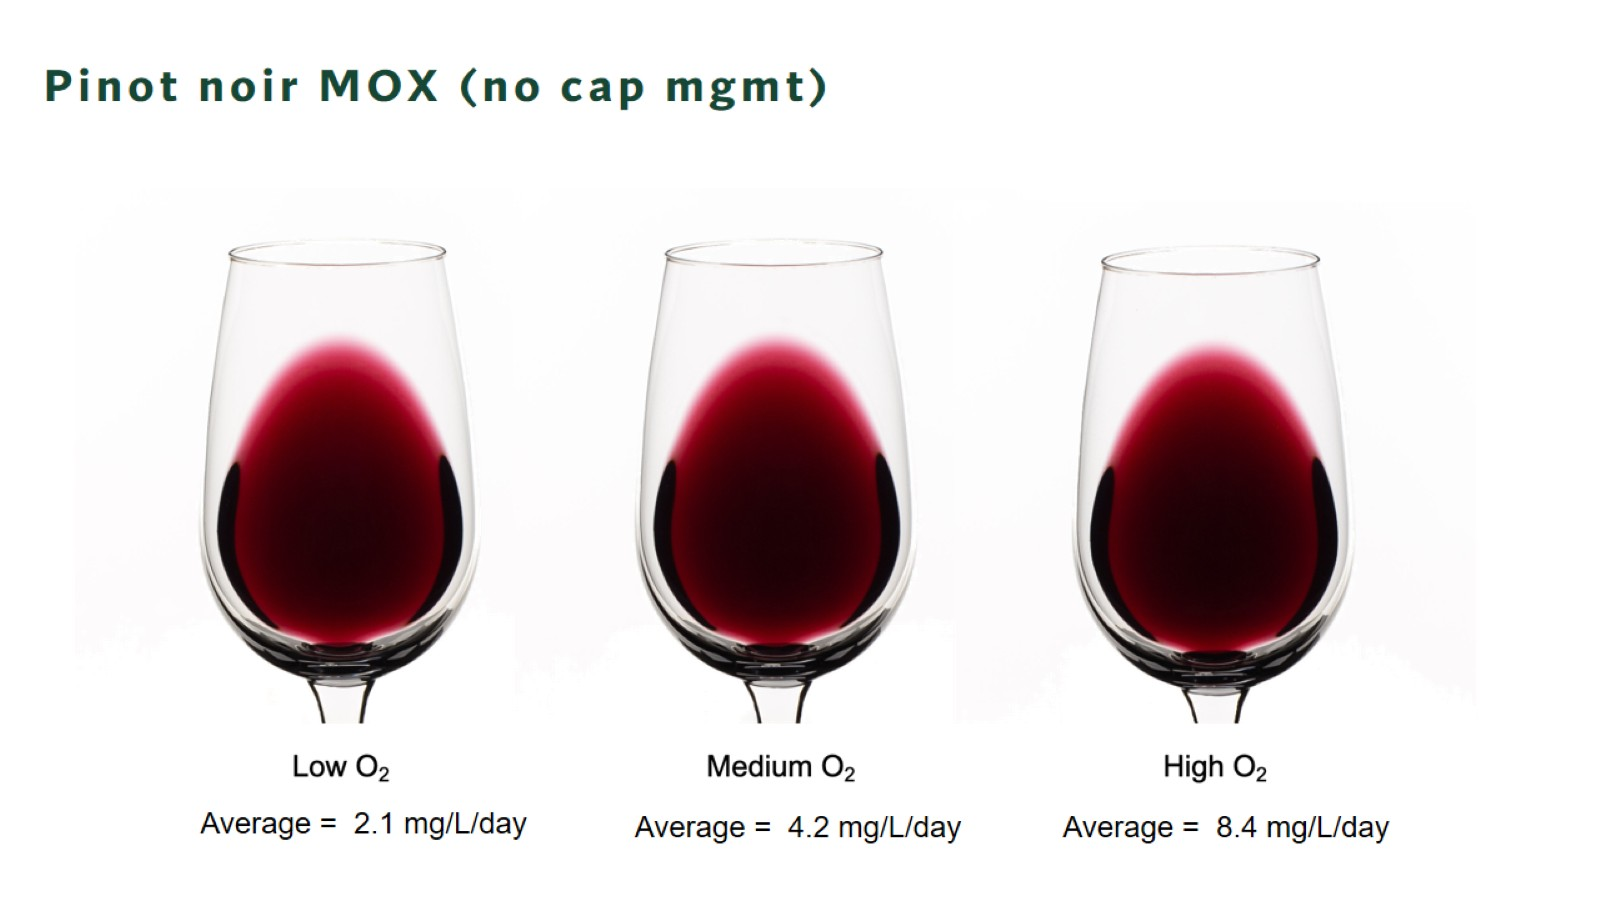 Pinot noir MOX (no cap mgmt)
Low O₂
Medium O₂
High O₂
Average = 2.1 mg/L/day
Average = 4.2 mg/L/day
Average = 8.4 mg/L/day